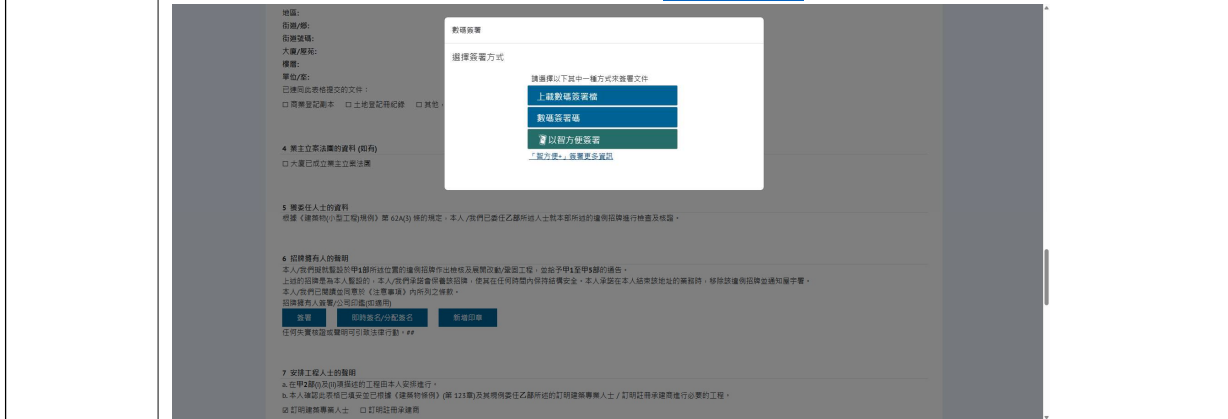 地區:
街道/鄉:
街道號碼:
大廈/屋苑:
樓層:
單位/室:
已連同此表格提交的文件：
□ 商業登記副本 □ 土地登記冊紀錄 □ 其他，
數碼簽署
選擇簽署方式
請選擇以下其中一種方式來簽署文件
上載數碼簽署檔
數碼簽署碼
以智方便簽署
「智方便+」簽署更多資訊
4 業主立案法團的資料 (如有)
□ 大廈已成立業主立案法團
5 獲委任人士的資料
根據《建築物(小型工程)規例》第 62A(3) 條的規定，本人 /我們已委任乙部所述人士就本部所述的違例招牌進行檢查及核證。
6 招牌擁有人的聲明
本人/我們擬就豎設於甲1部所述位置的違例招牌作出檢核及展開改動/鞏固工程，並給予甲1至甲5部的通告。
上述的招牌是為本人豎設的，本人/我們承諾會保養該招牌，使其在任何時間內保持結構安全。本人承諾在本人結束該地址的業務時，移除該違例招牌並通知屋宇署。
本人/我們已閱讀並同意於《注意事項》內所列之條款。
招牌擁有人簽署/公司印鑑(如適用)
簽署 即時簽名/分配簽名 新增印章
任何失實核證或聲明可引致法律行動。##
7 安排工程人士的聲明
a. 在甲2部(I)及(II)項描述的工程由本人安排進行。
b. 本人確認此表格已填妥並已根據《建築物條例》(第 123章)及其規例委任乙部所述的訂明建築專業人士 / 訂明註冊承建商進行必要的工程。
☑ 訂明建築專業人士 □ 訂明註冊承建商